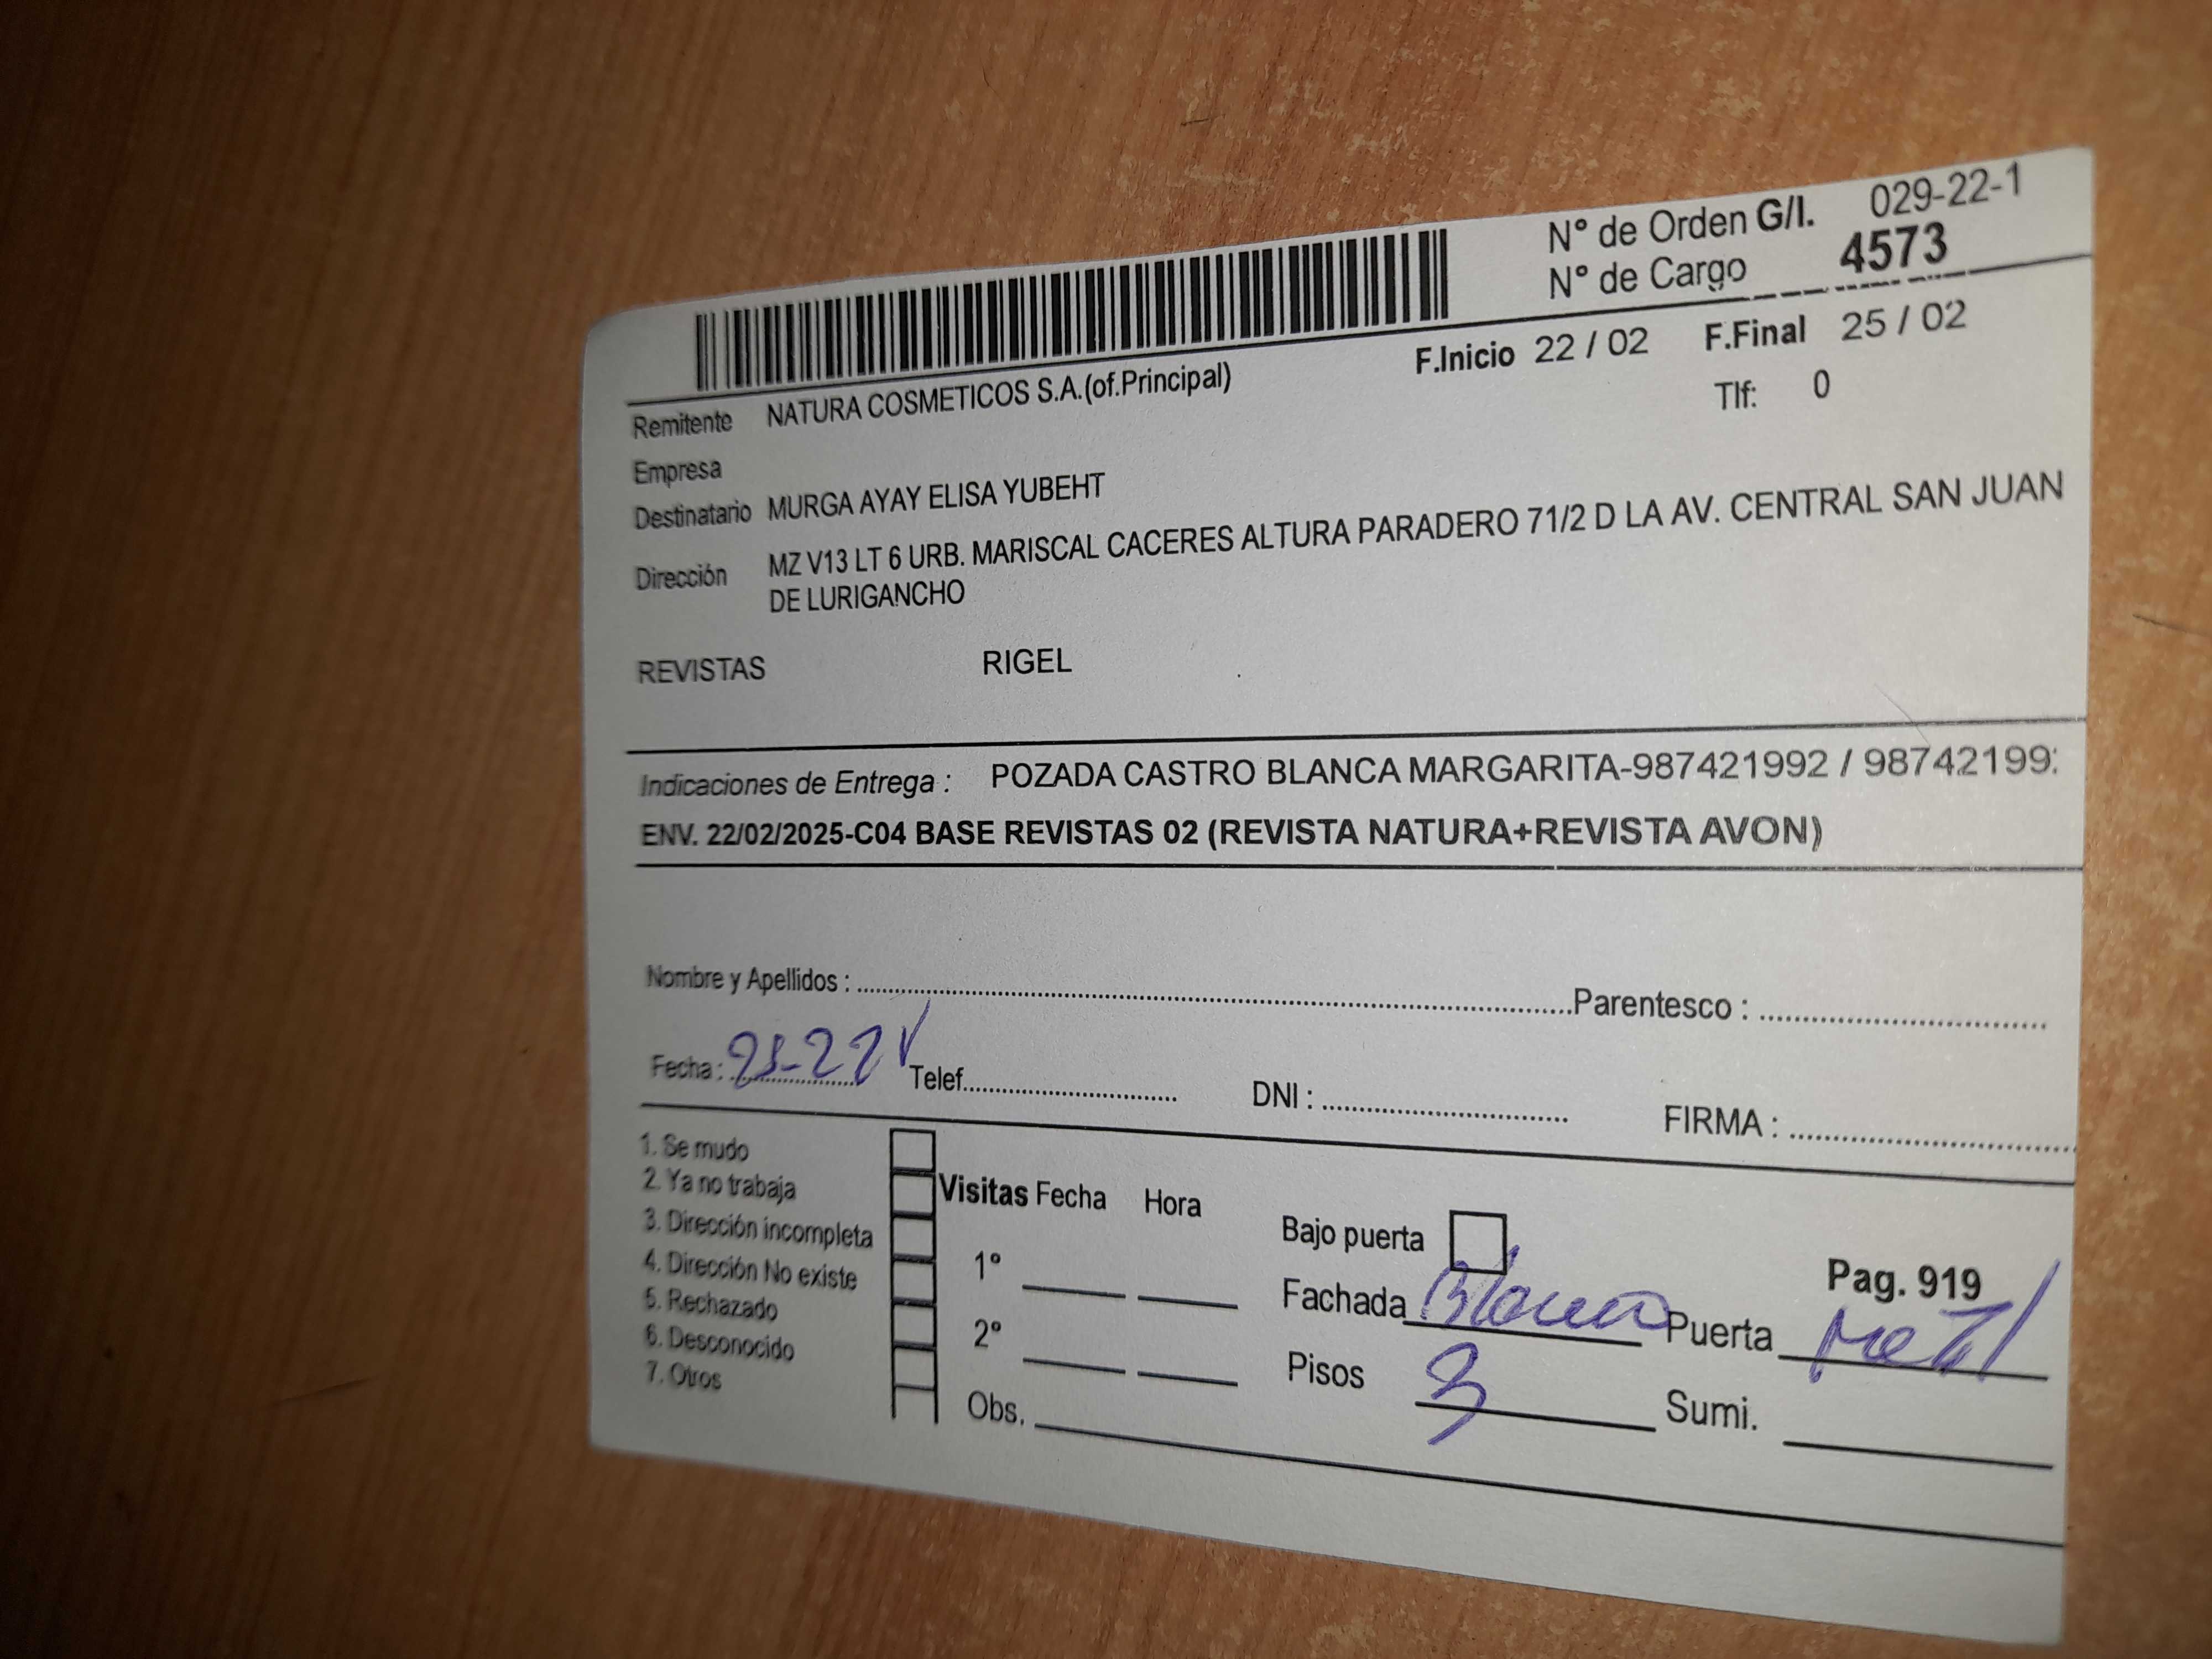 N° de Orden G/I. 029-22-1
N° de Cargo 4573
F.Inicio 22 / 02 F.Final 25 / 02
Remitente NATURA COSMETICOS S.A.(of.Principal)
Tlf: 0
Empresa
Destinatario MURGA AYAY ELISA YUBEHT
Dirección MZ V13 LT 6 URB. MARISCAL CACERES ALTURA PARADERO 71/2 D LA AV. CENTRAL SAN JUAN
DE LURIGANCHO
REVISTAS RIGEL
Indicaciones de Entrega : POZADA CASTRO BLANCA MARGARITA-987421992 / 98742199
ENV. 22/02/2025-C04 BASE REVISTAS 02 (REVISTA NATURA+REVISTA AVON)
Nombre y Apellidos : Parentesco :
Fecha : Telef. DNI : FIRMA :
1. Se mudo
2. Ya no trabaja
3. Dirección incompleta
4. Dirección No existe
5. Rechazado
6. Desconocido
7. Otros
Visitas Fecha Hora
1°
2°
Obs.
Bajo puerta
Pag. 919
Fachada Blanca Puerta Metal
Pisos 3 Sumi.